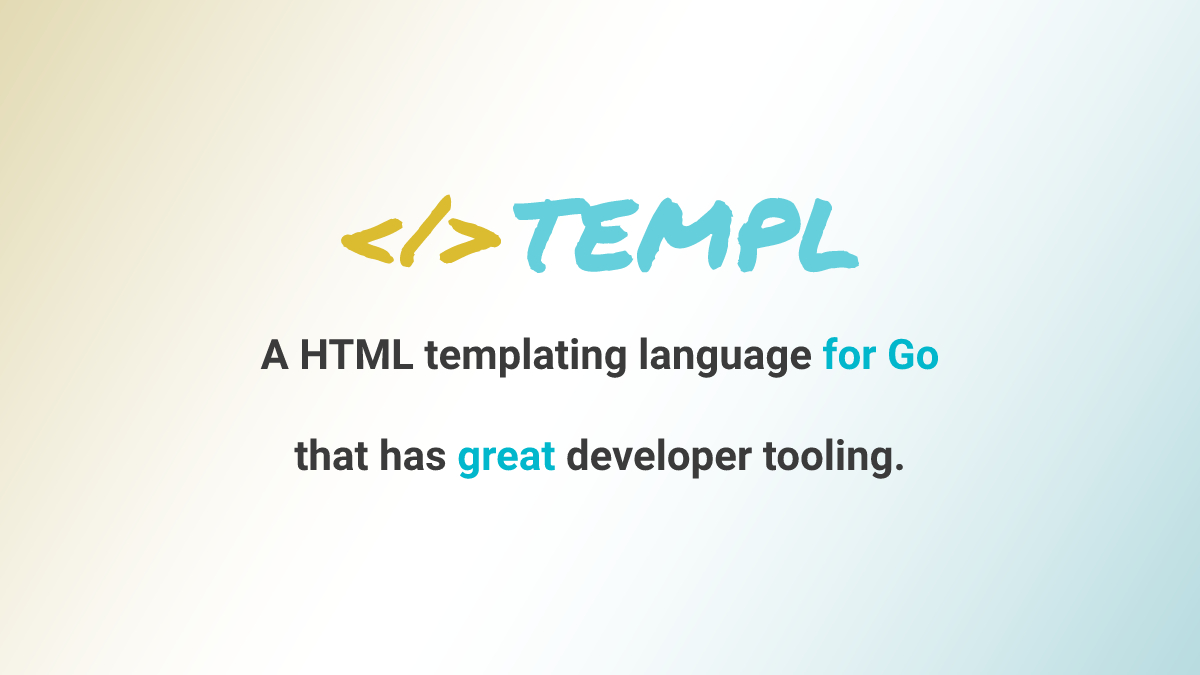 </> TEMPL
A HTML templating language for Go
that has great developer tooling.